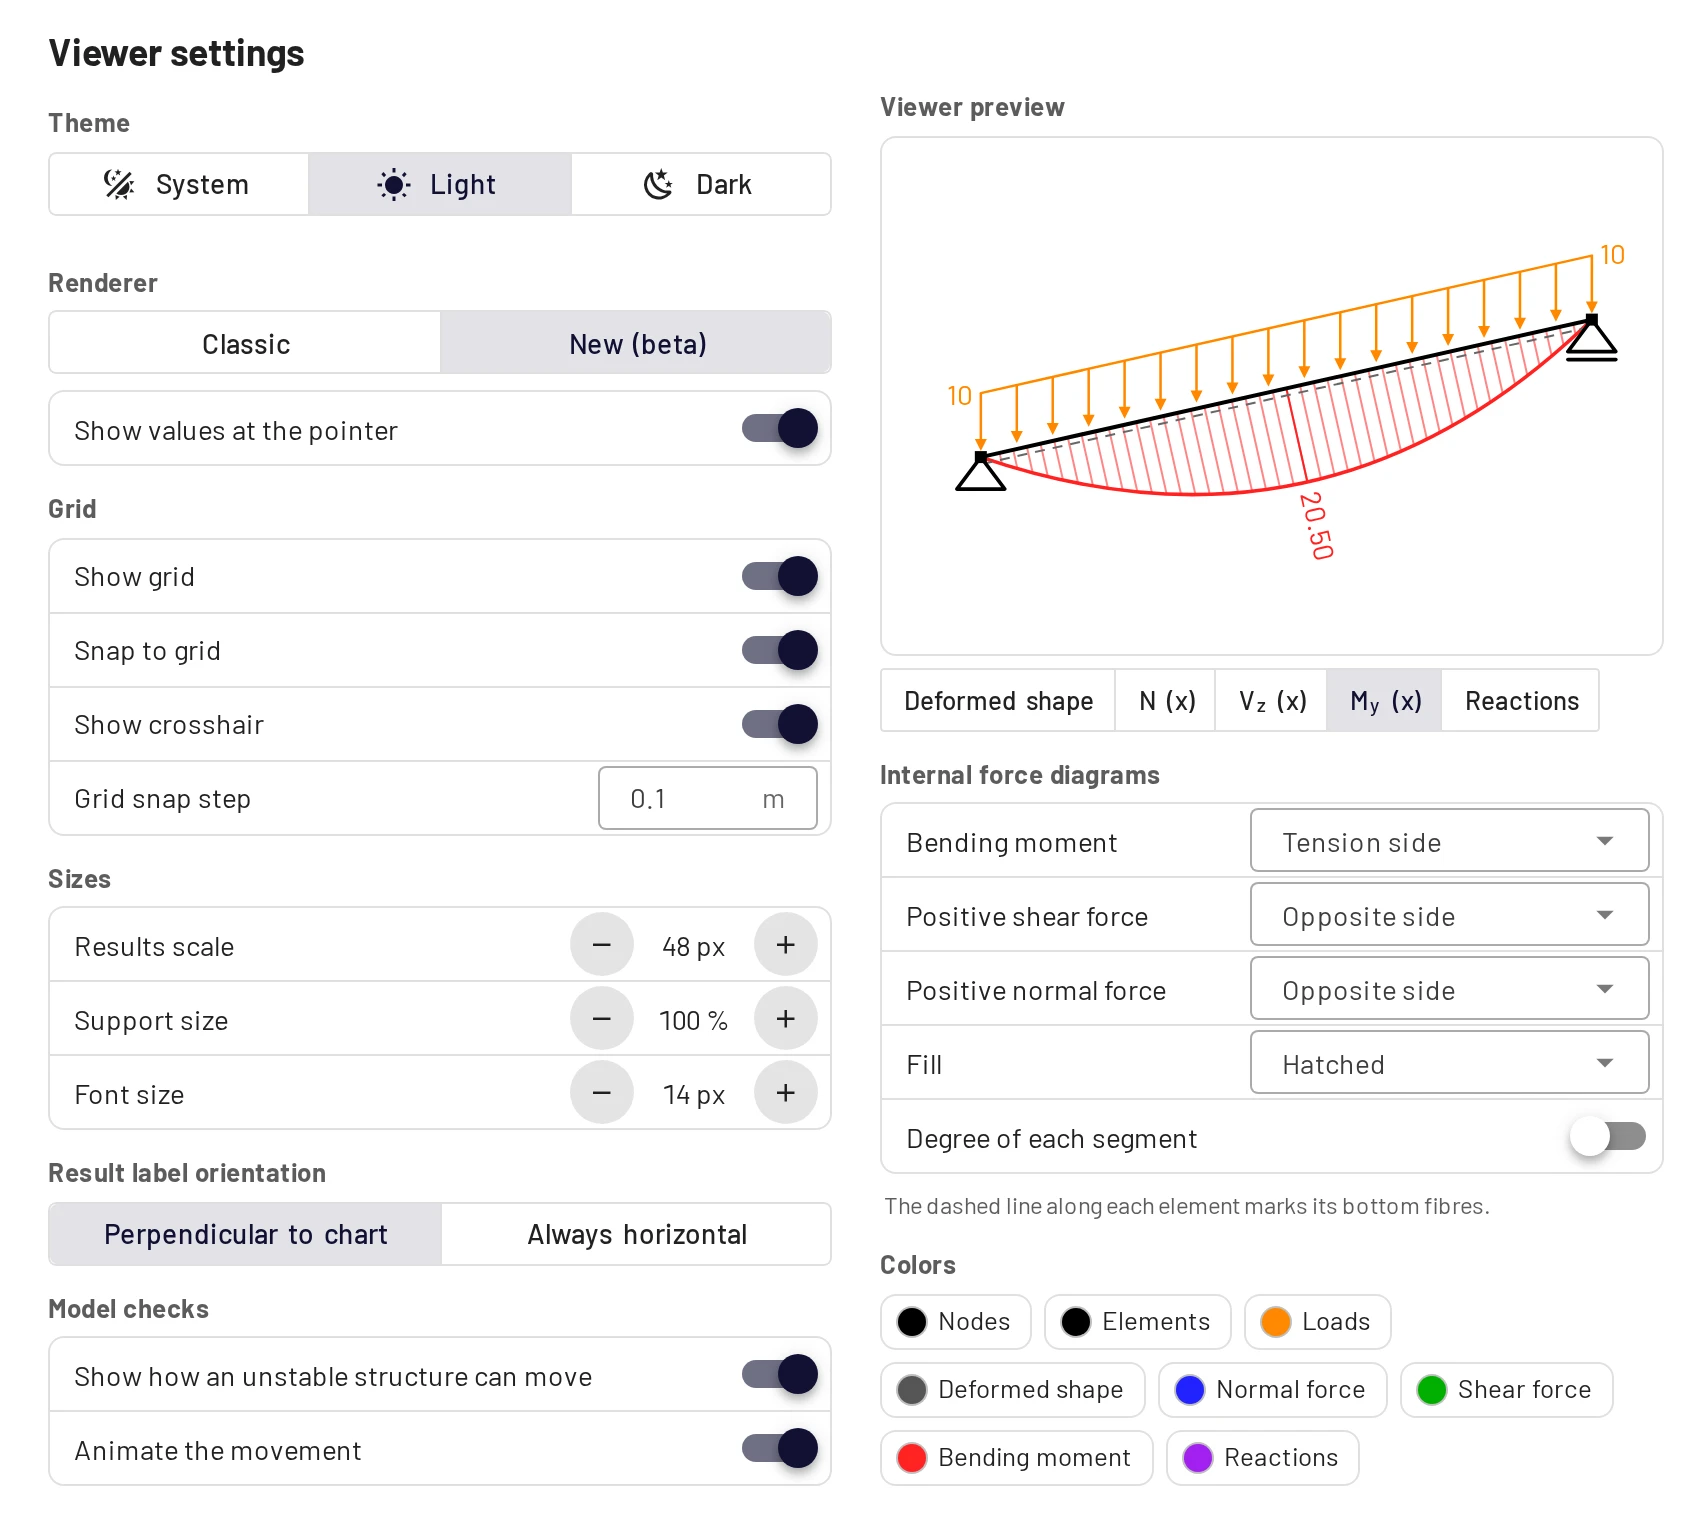 Viewer settings
Theme
System
Light
Dark
Renderer
Classic
New (beta)
Show values at the pointer
Grid
Show grid
Snap to grid
Show crosshair
Grid snap step
0.1 m
Sizes
Results scale
− 48 px +
Support size
− 100 % +
Font size
− 14 px +
Result label orientation
Perpendicular to chart
Always horizontal
Model checks
Show how an unstable structure can move
Animate the movement
Viewer preview
10
10
20.50
Deformed shape
N (x)
Vz (x)
My (x)
Reactions
Internal force diagrams
Bending moment
Tension side
Positive shear force
Opposite side
Positive normal force
Opposite side
Fill
Hatched
Degree of each segment
The dashed line along each element marks its bottom fibres.
Colors
Nodes
Elements
Loads
Deformed shape
Normal force
Shear force
Bending moment
Reactions